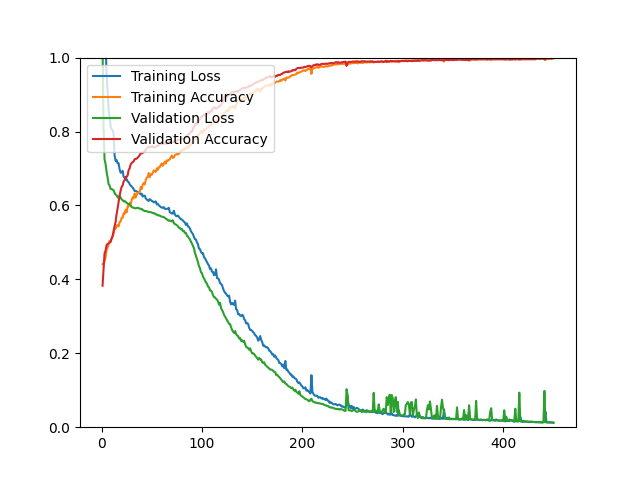 1.0
0.8
0.6
0.4
0.2
0.0
Training Loss
Training Accuracy
Validation Loss
Validation Accuracy
0 100 200 300 400